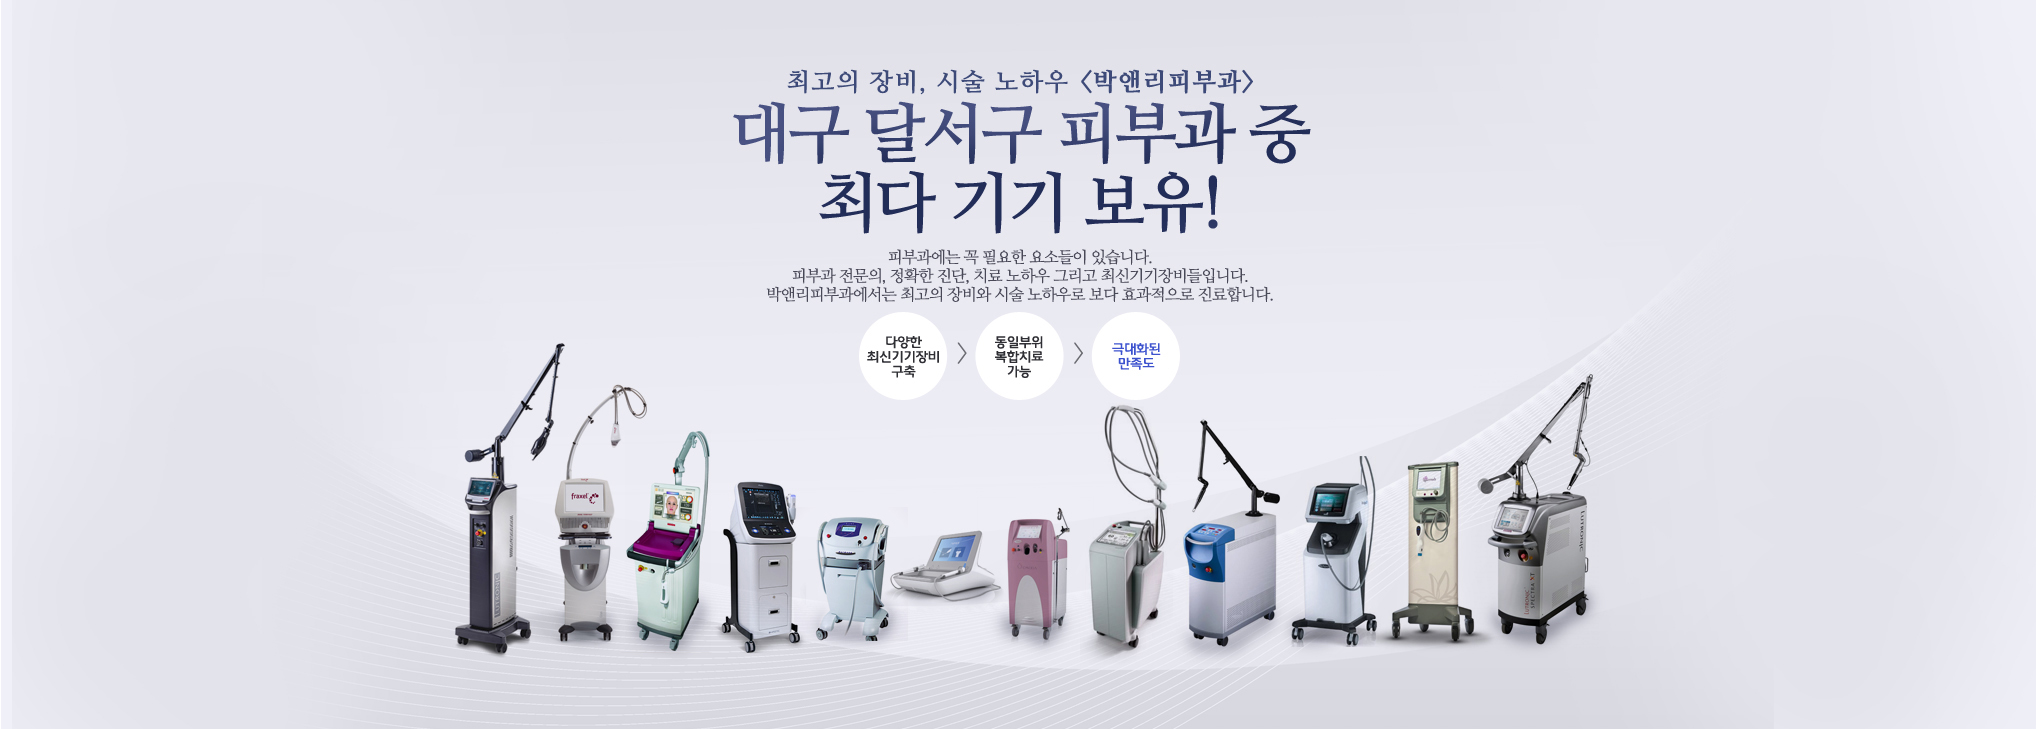 최고의 장비, 시술 노하우 <박앤리피부과>
대구 달서구 피부과 중
최다 기기 보유!
피부과에는 꼭 필요한 요소들이 있습니다.
피부과 전문의, 정확한 진단, 치료 노하우 그리고 최신기기장비들입니다.
박앤리피부과에서는 최고의 장비와 시술 노하우로 보다 효과적으로 진료합니다.
다양한
최신기기장비
구축
동일부위
복합치료
가능
극대화된
만족도
fraxel
LUTRONIC
LUTRONIC
SPECTRA XT